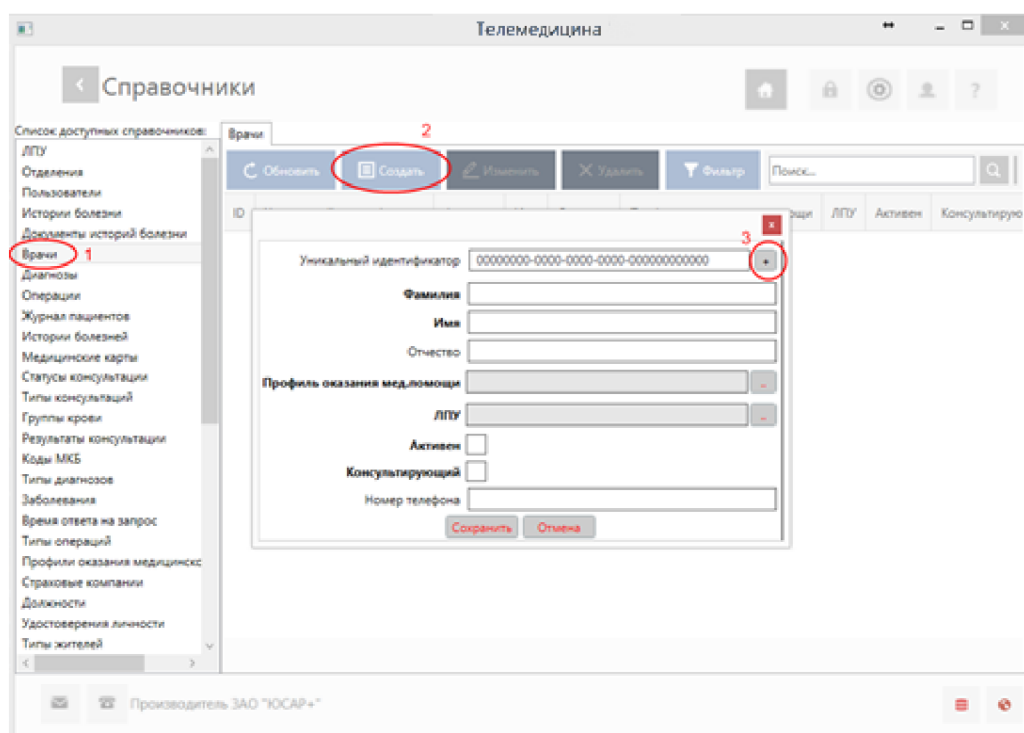 Телемедицина
Справочники
Список доступных справочников:
ЛПУ
Отделения
Пользователи
Истории болезни
Документы историй болезни
Врачи 1
Диагнозы
Операции
Журнал пациентов
Истории болезней
Медицинские карты
Статусы консультации
Типы консультаций
Группы крови
Результаты консультации
Коды МКБ
Типы диагнозов
Заболевания
Время ответа на запрос
Типы операций
Профили оказания медицинскс
Страховые компании
Должности
Удостоверения личности
Типы жителей
Врачи
2
Обновить Создать Изменить Удалить Фильтр Поиск...
ID ЛПУ Активен Консультирую
3
Уникальный идентификатор 00000000-0000-0000-0000-000000000000 +
Фамилия
Имя
Отчество
Профиль оказания мед.помощи ..
ЛПУ ..
Активен
Консультирующий
Номер телефона
Сохранить Отмена
Производитель ЗАО "ЮСАР+"